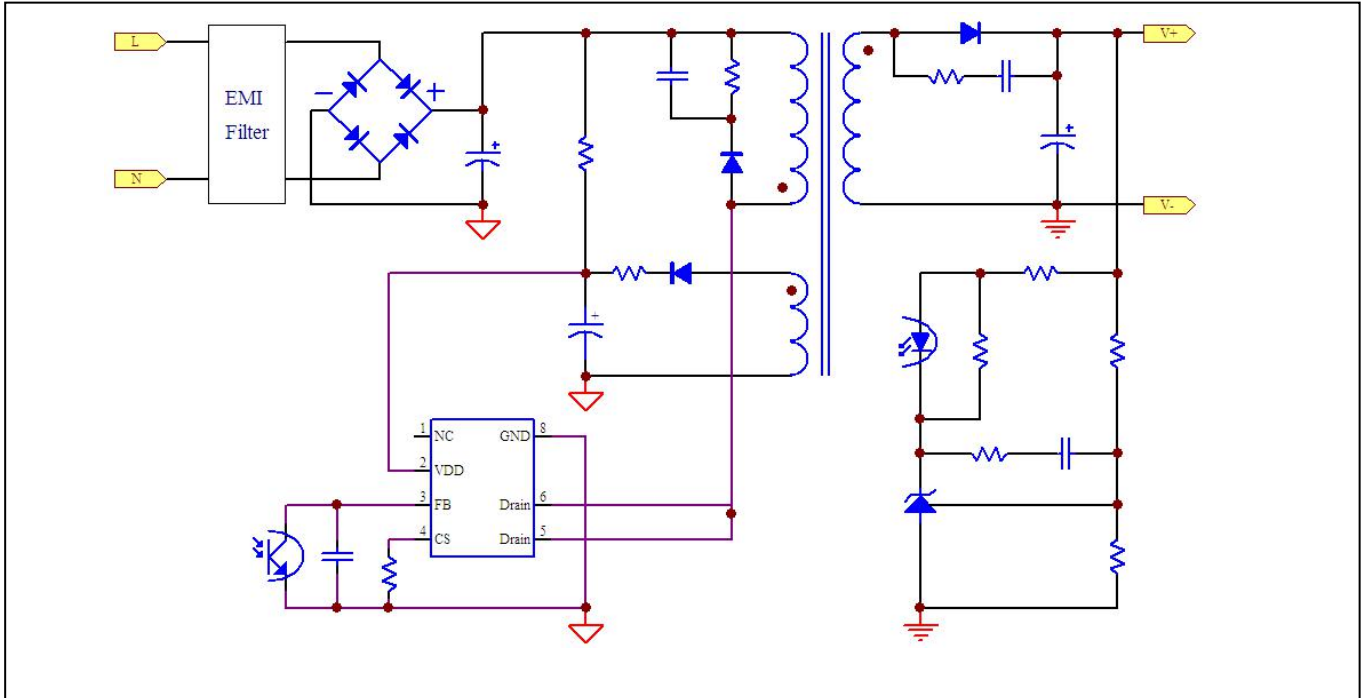 L
V+
EMI
Filter
− +
+
+
N
V-
+
1 NC GND 8
2 VDD
3 FB Drain 6
4 CS Drain 5